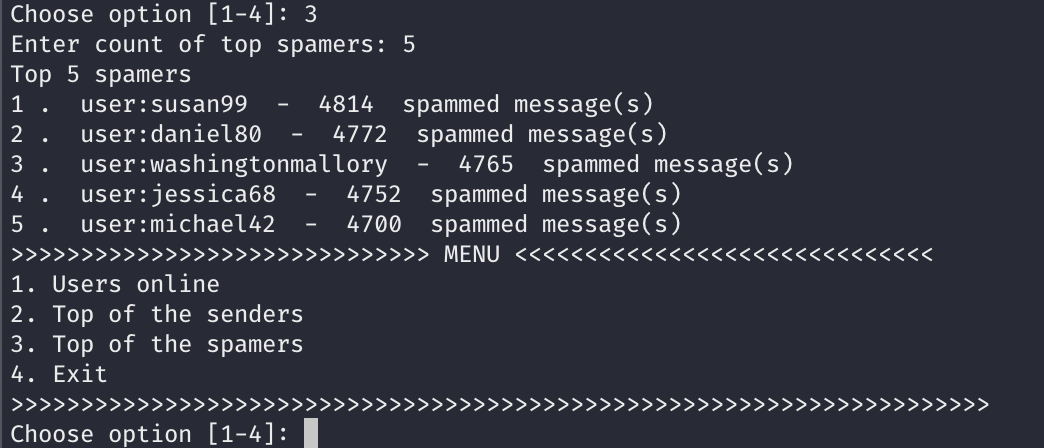 Choose option [1-4]: 3
Enter count of top spamers: 5
Top 5 spamers
1 .  user:susan99  -  4814  spammed message(s)
2 .  user:daniel80  -  4772  spammed message(s)
3 .  user:washingtonmallory  -  4765  spammed message(s)
4 .  user:jessica68  -  4752  spammed message(s)
5 .  user:michael42  -  4700  spammed message(s)
>>>>>>>>>>>>>>>>>>>>>>>>>>>>>> MENU <<<<<<<<<<<<<<<<<<<<<<<<<<<<<<
1. Users online
2. Top of the senders
3. Top of the spamers
4. Exit
>>>>>>>>>>>>>>>>>>>>>>>>>>>>>>>>>>>>>>>>>>>>>>>>>>>>>>>>>>>>>>>>>>>>>>
Choose option [1-4]: